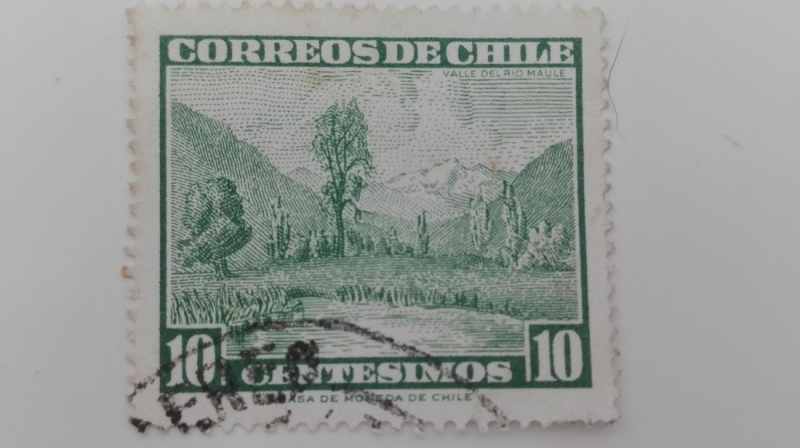 CORREOS DE CHILE
VALLE DEL RIO MAULE
10 CENTESIMOS 10
CASA DE MONEDA DE CHILE